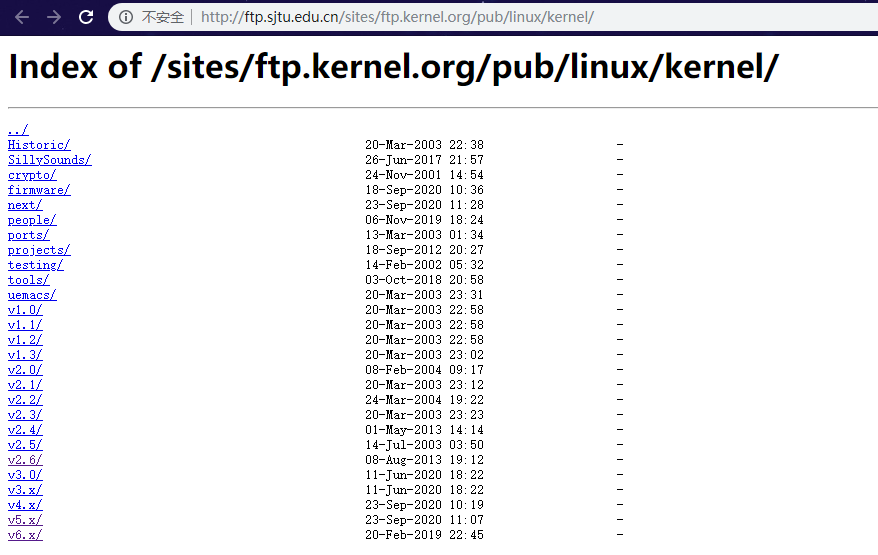 不安全 | http://ftp.sjtu.edu.cn/sites/ftp.kernel.org/pub/linux/kernel/
Index of /sites/ftp.kernel.org/pub/linux/kernel/
../
Historic/ 20-Mar-2003 22:38 -
SillySounds/ 26-Jun-2017 21:57 -
crypto/ 24-Nov-2001 14:54 -
firmware/ 18-Sep-2020 10:36 -
next/ 23-Sep-2020 11:28 -
people/ 06-Nov-2019 18:24 -
ports/ 13-Mar-2003 01:34 -
projects/ 18-Sep-2012 20:27 -
testing/ 14-Feb-2002 05:32 -
tools/ 03-Oct-2018 20:58 -
uemacs/ 20-Mar-2003 23:31 -
v1.0/ 20-Mar-2003 22:58 -
v1.1/ 20-Mar-2003 22:58 -
v1.2/ 20-Mar-2003 22:58 -
v1.3/ 20-Mar-2003 23:02 -
v2.0/ 08-Feb-2004 09:17 -
v2.1/ 20-Mar-2003 23:12 -
v2.2/ 24-Mar-2004 19:22 -
v2.3/ 20-Mar-2003 23:23 -
v2.4/ 01-May-2013 14:14 -
v2.5/ 14-Jul-2003 03:50 -
v2.6/ 08-Aug-2013 19:12 -
v3.0/ 11-Jun-2020 18:22 -
v3.x/ 11-Jun-2020 18:22 -
v4.x/ 23-Sep-2020 10:19 -
v5.x/ 23-Sep-2020 11:07 -
v6.x/ 20-Feb-2019 22:45 -